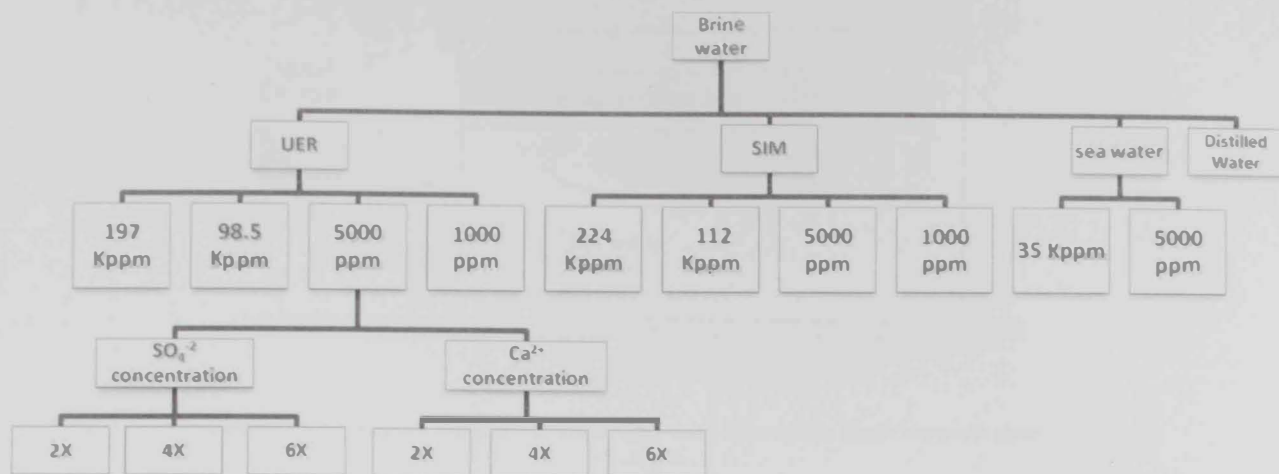 Brine
water
UER
SIM
sea water
Distilled
Water
197
Kppm
98.5
Kppm
5000
ppm
1000
ppm
224
Kppm
112
Kppm
5000
ppm
1000
ppm
35 Kppm
5000
ppm
SO₄⁻²
concentration
Ca²⁺
concentration
2X
4X
6X
2X
4X
6X